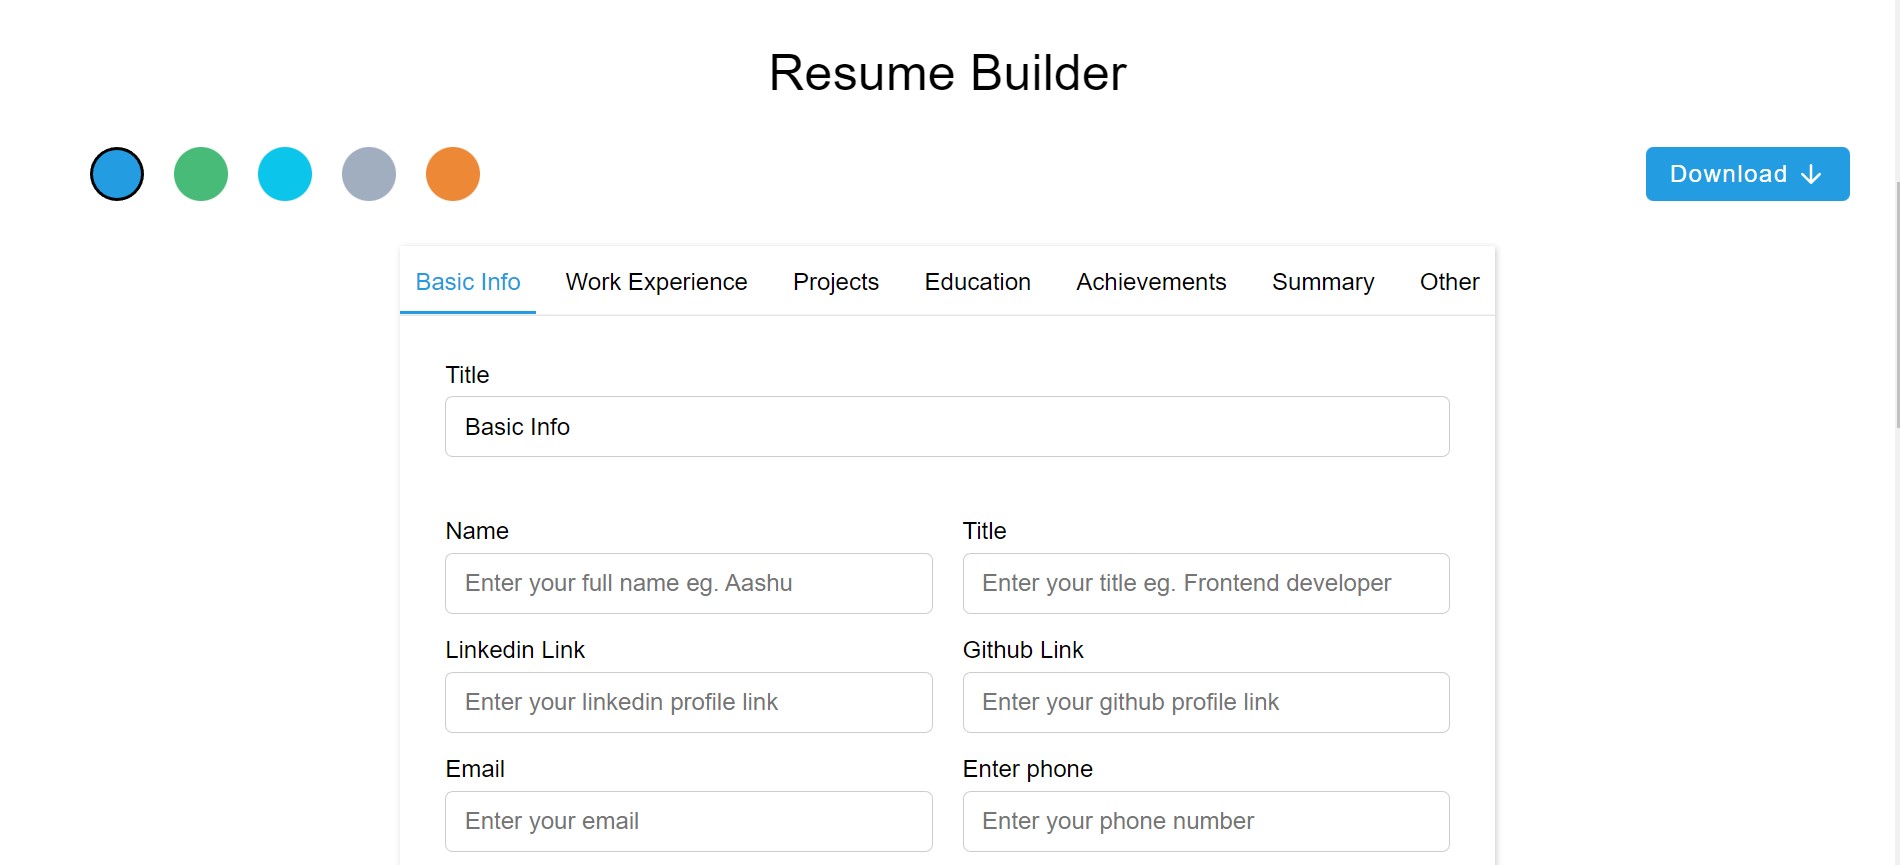 Resume Builder
Download
Basic Info Work Experience Projects Education Achievements Summary Other
Title
Basic Info
Name Title
Enter your full name eg. Aashu Enter your title eg. Frontend developer
Linkedin Link Github Link
Enter your linkedin profile link Enter your github profile link
Email Enter phone
Enter your email Enter your phone number